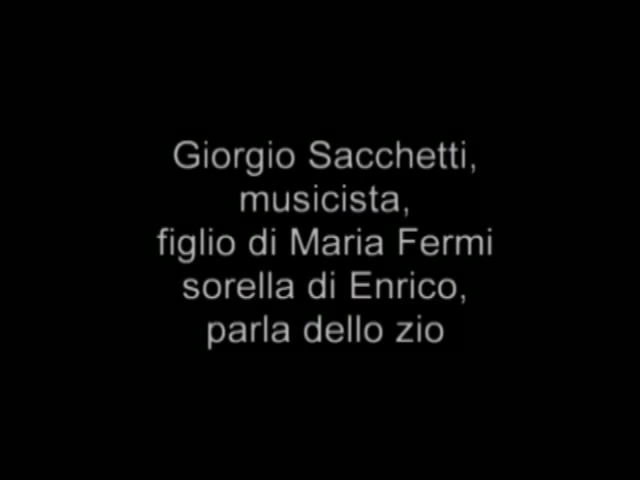 Giorgio Sacchetti,
musicista,
figlio di Maria Fermi
sorella di Enrico,
parla dello zio